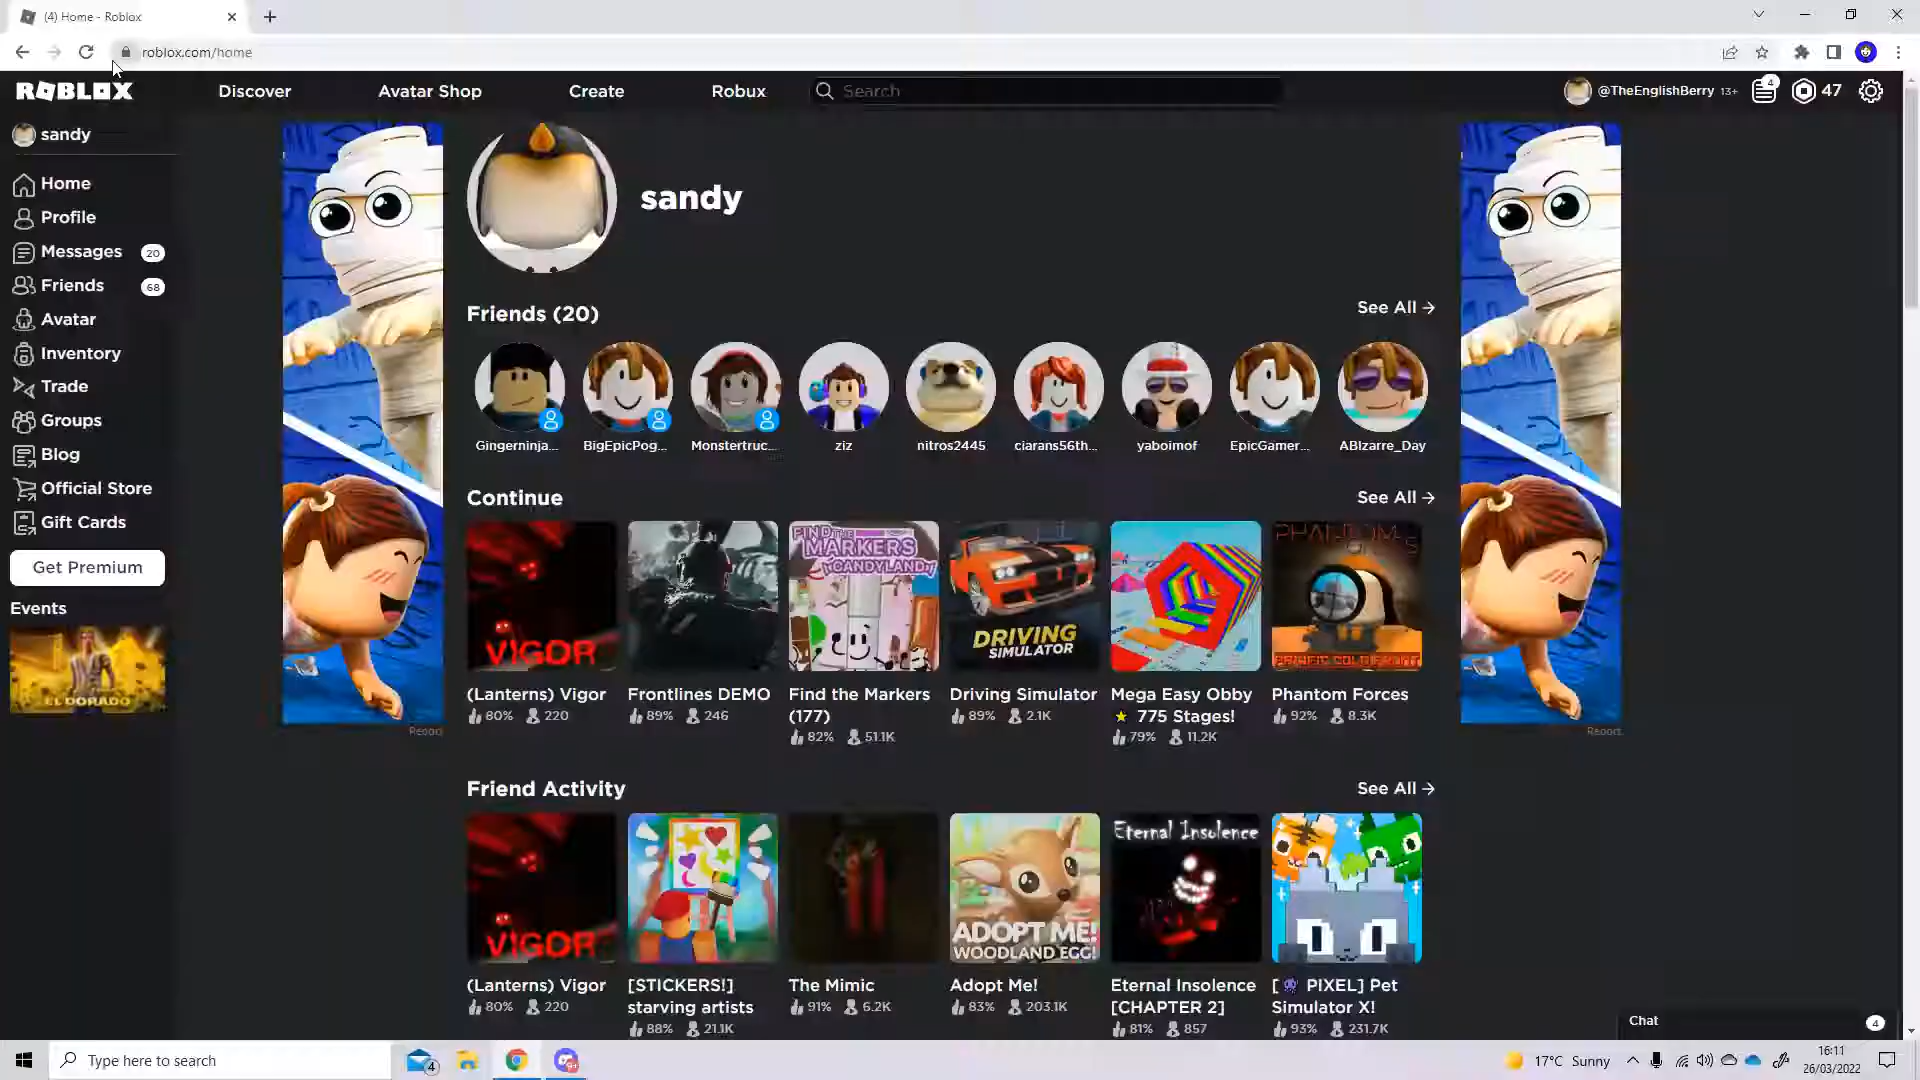 (4) Home - Roblox
roblox.com/home
ROBLOX
Discover
Avatar Shop
Create
Robux
Search
@TheEnglishBerry 13+
4
47
sandy
Home
Profile
Messages 20
Friends 68
Avatar
Inventory
Trade
Groups
Blog
Official Store
Gift Cards
Get Premium
Events
EL DORADO
Report
sandy
Friends (20)
See All →
Gingerninja...
BigEpicPog...
Monstertruc...
ziz
nitros2445
ciarans56th...
yaboimof
EpicGamer...
ABIzarre_Day
Continue
See All →
VIGOR
FIND THE
MARKERS
CANDYLAND
DRIVING
SIMULATOR
PHANTOM
(Lanterns) Vigor
80% 220
Frontlines DEMO
89% 246
Find the Markers
(177)
82% 51.1K
Driving Simulator
89% 2.1K
Mega Easy Obby
775 Stages!
79% 11.2K
Phantom Forces
92% 8.3K
Report
Friend Activity
See All →
VIGOR
ADOPT ME!
WOODLAND EGG!
Eternal Insolence
(Lanterns) Vigor
80% 220
[STICKERS!]
starving artists
88% 21.1K
The Mimic
91% 6.2K
Adopt Me!
83% 203.1K
Eternal Insolence
[CHAPTER 2]
81% 857
[ PIXEL] Pet
Simulator X!
93% 231.7K
Chat
4
Type here to search
4
9+
17°C Sunny
16:11
26/03/2022